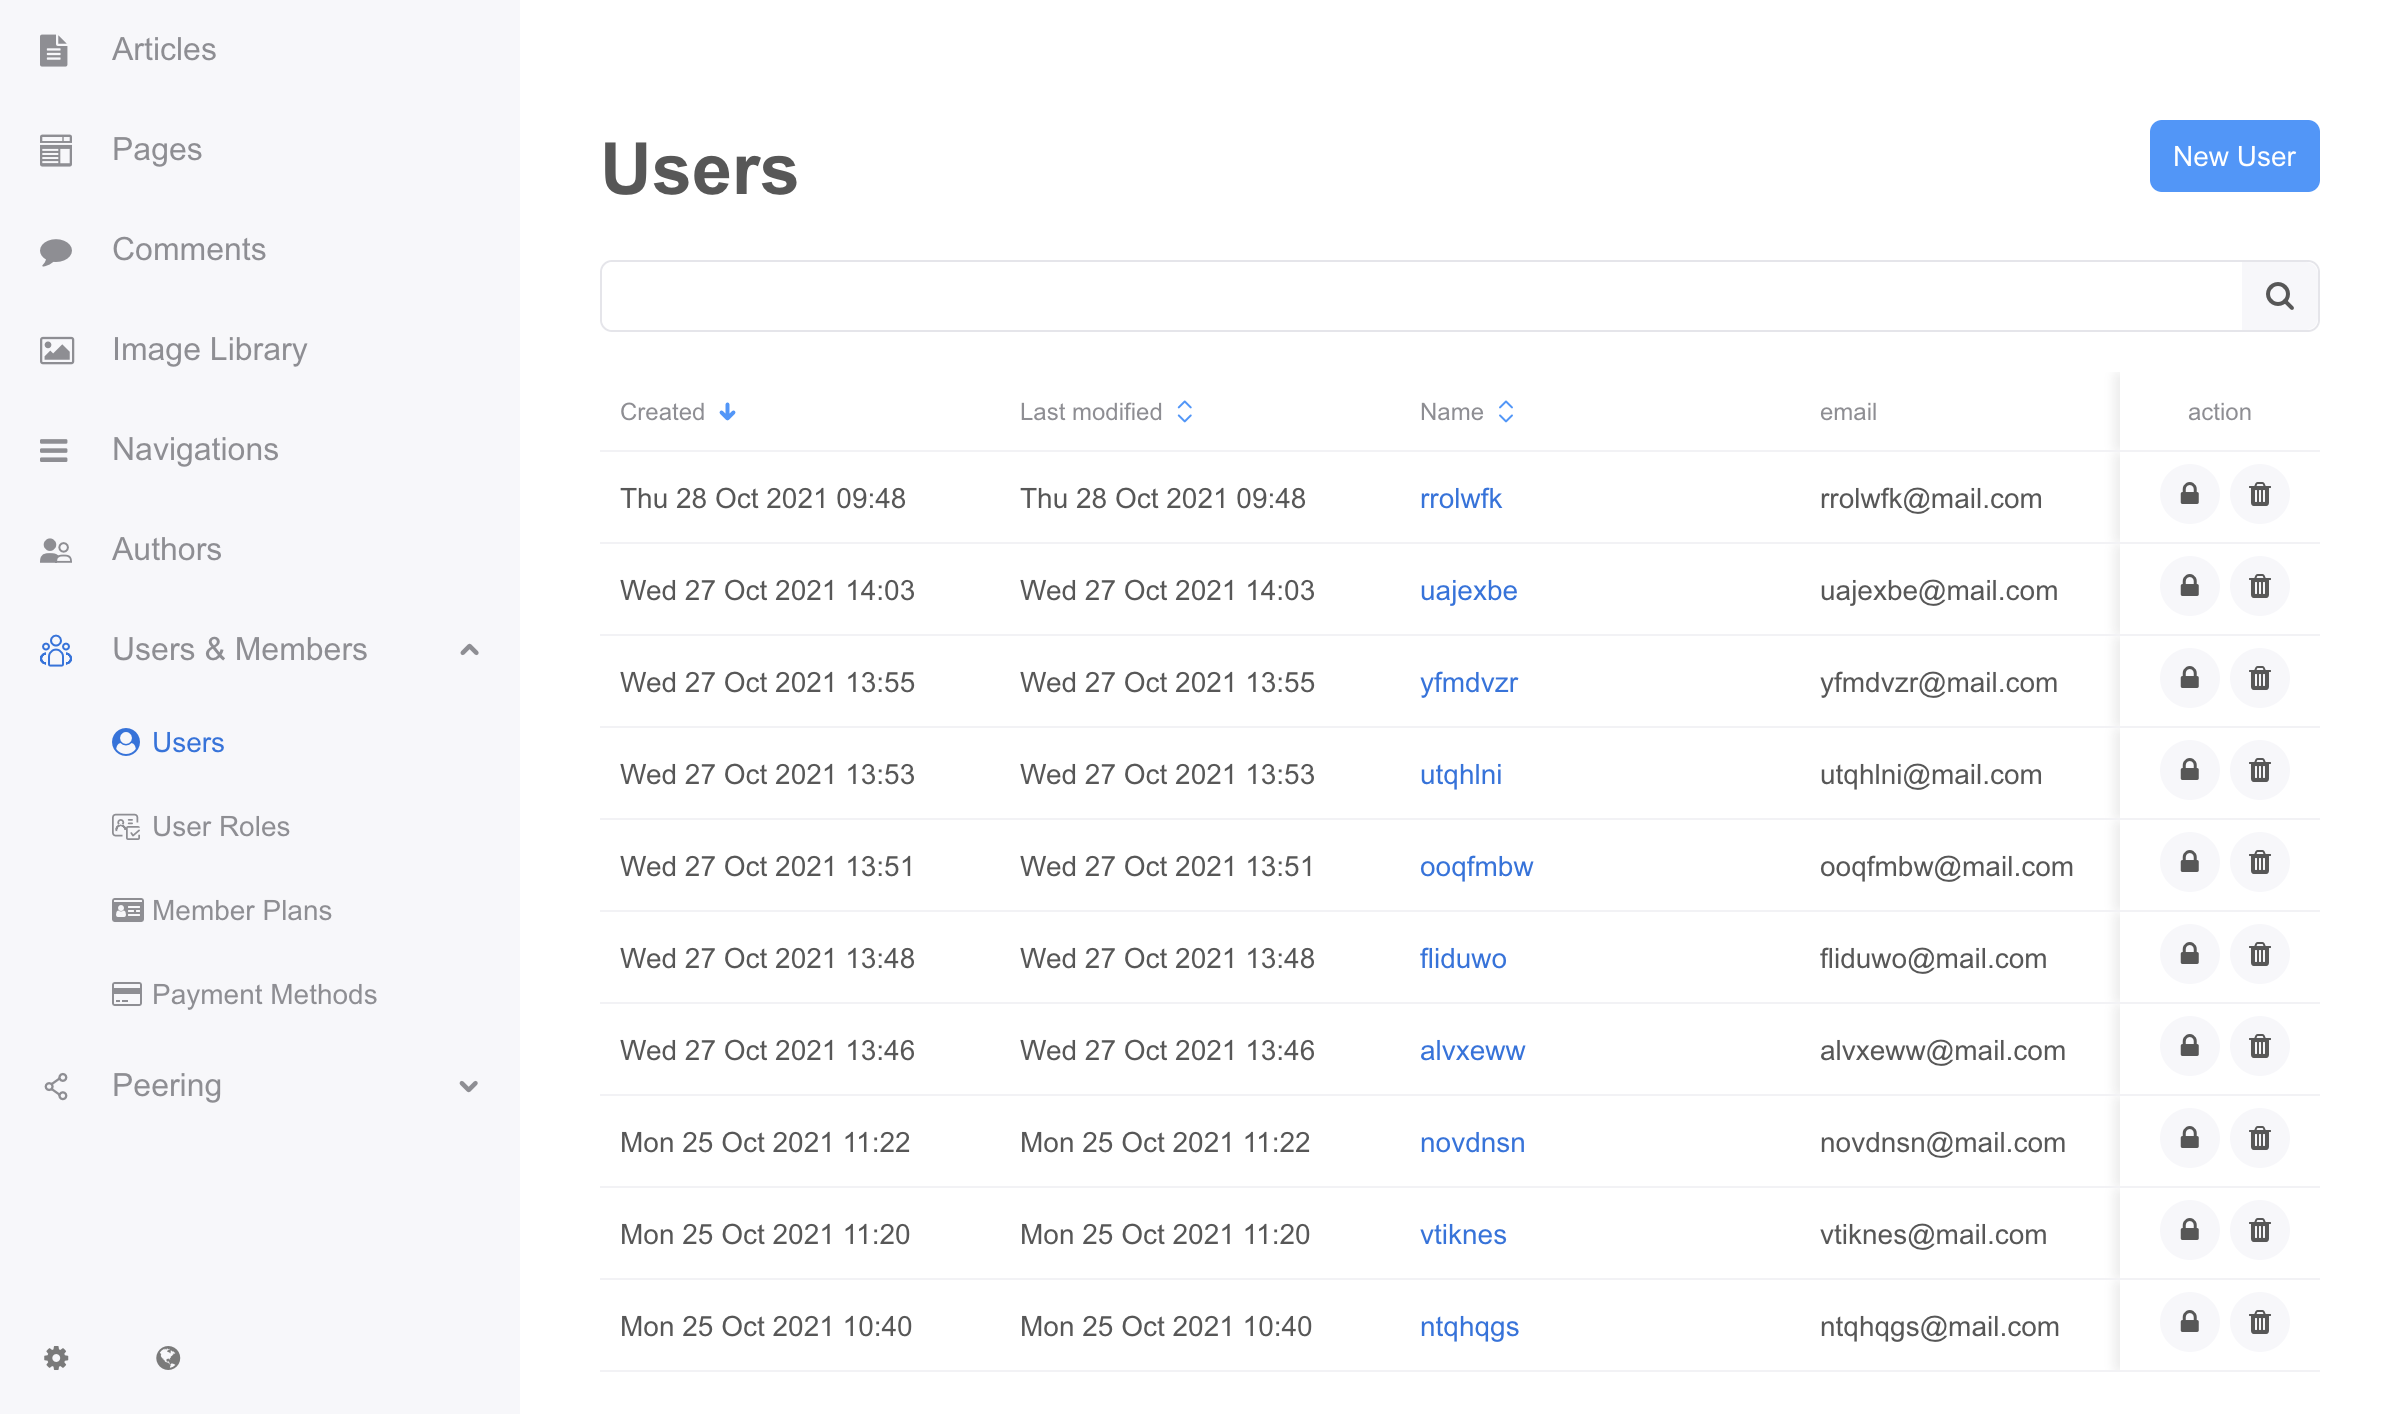 Articles
Pages
Comments
Image Library
Navigations
Authors
Users & Members
Users
User Roles
Member Plans
Payment Methods
Peering
Users
New User
Created Last modified Name email action
Thu 28 Oct 2021 09:48 Thu 28 Oct 2021 09:48 rrolwfk rrolwfk@mail.com
Wed 27 Oct 2021 14:03 Wed 27 Oct 2021 14:03 uajexbe uajexbe@mail.com
Wed 27 Oct 2021 13:55 Wed 27 Oct 2021 13:55 yfmdvzr yfmdvzr@mail.com
Wed 27 Oct 2021 13:53 Wed 27 Oct 2021 13:53 utqhlni utqhlni@mail.com
Wed 27 Oct 2021 13:51 Wed 27 Oct 2021 13:51 ooqfmbw ooqfmbw@mail.com
Wed 27 Oct 2021 13:48 Wed 27 Oct 2021 13:48 fliduwo fliduwo@mail.com
Wed 27 Oct 2021 13:46 Wed 27 Oct 2021 13:46 alvxeww alvxeww@mail.com
Mon 25 Oct 2021 11:22 Mon 25 Oct 2021 11:22 novdnsn novdnsn@mail.com
Mon 25 Oct 2021 11:20 Mon 25 Oct 2021 11:20 vtiknes vtiknes@mail.com
Mon 25 Oct 2021 10:40 Mon 25 Oct 2021 10:40 ntqhqgs ntqhqgs@mail.com